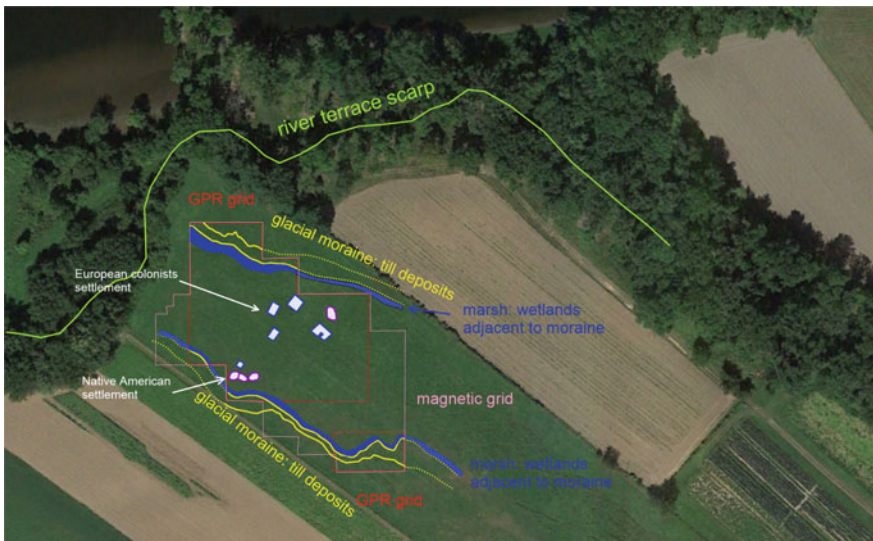 river terrace scarp
GPR grid
glacial moraine: till deposits
European colonists
settlement
marsh: wetlands
adjacent to moraine
Native American
settlement
magnetic grid
glacial moraine: till deposits
marsh: wetlands
adjacent to moraine
GPR grid